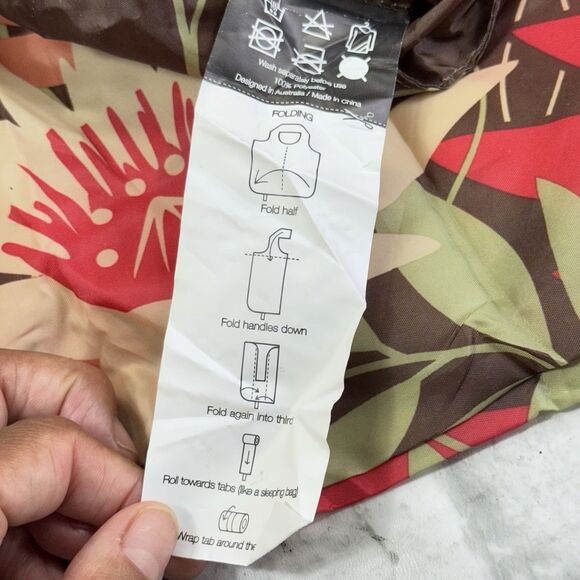 Wash separately before use
100% Polyester
Designed in Australia / Made in China
FOLDING
Fold half
Fold handles down
Fold again into third
Roll towards tabs (like a sleeping bag)
Wrap tab around the